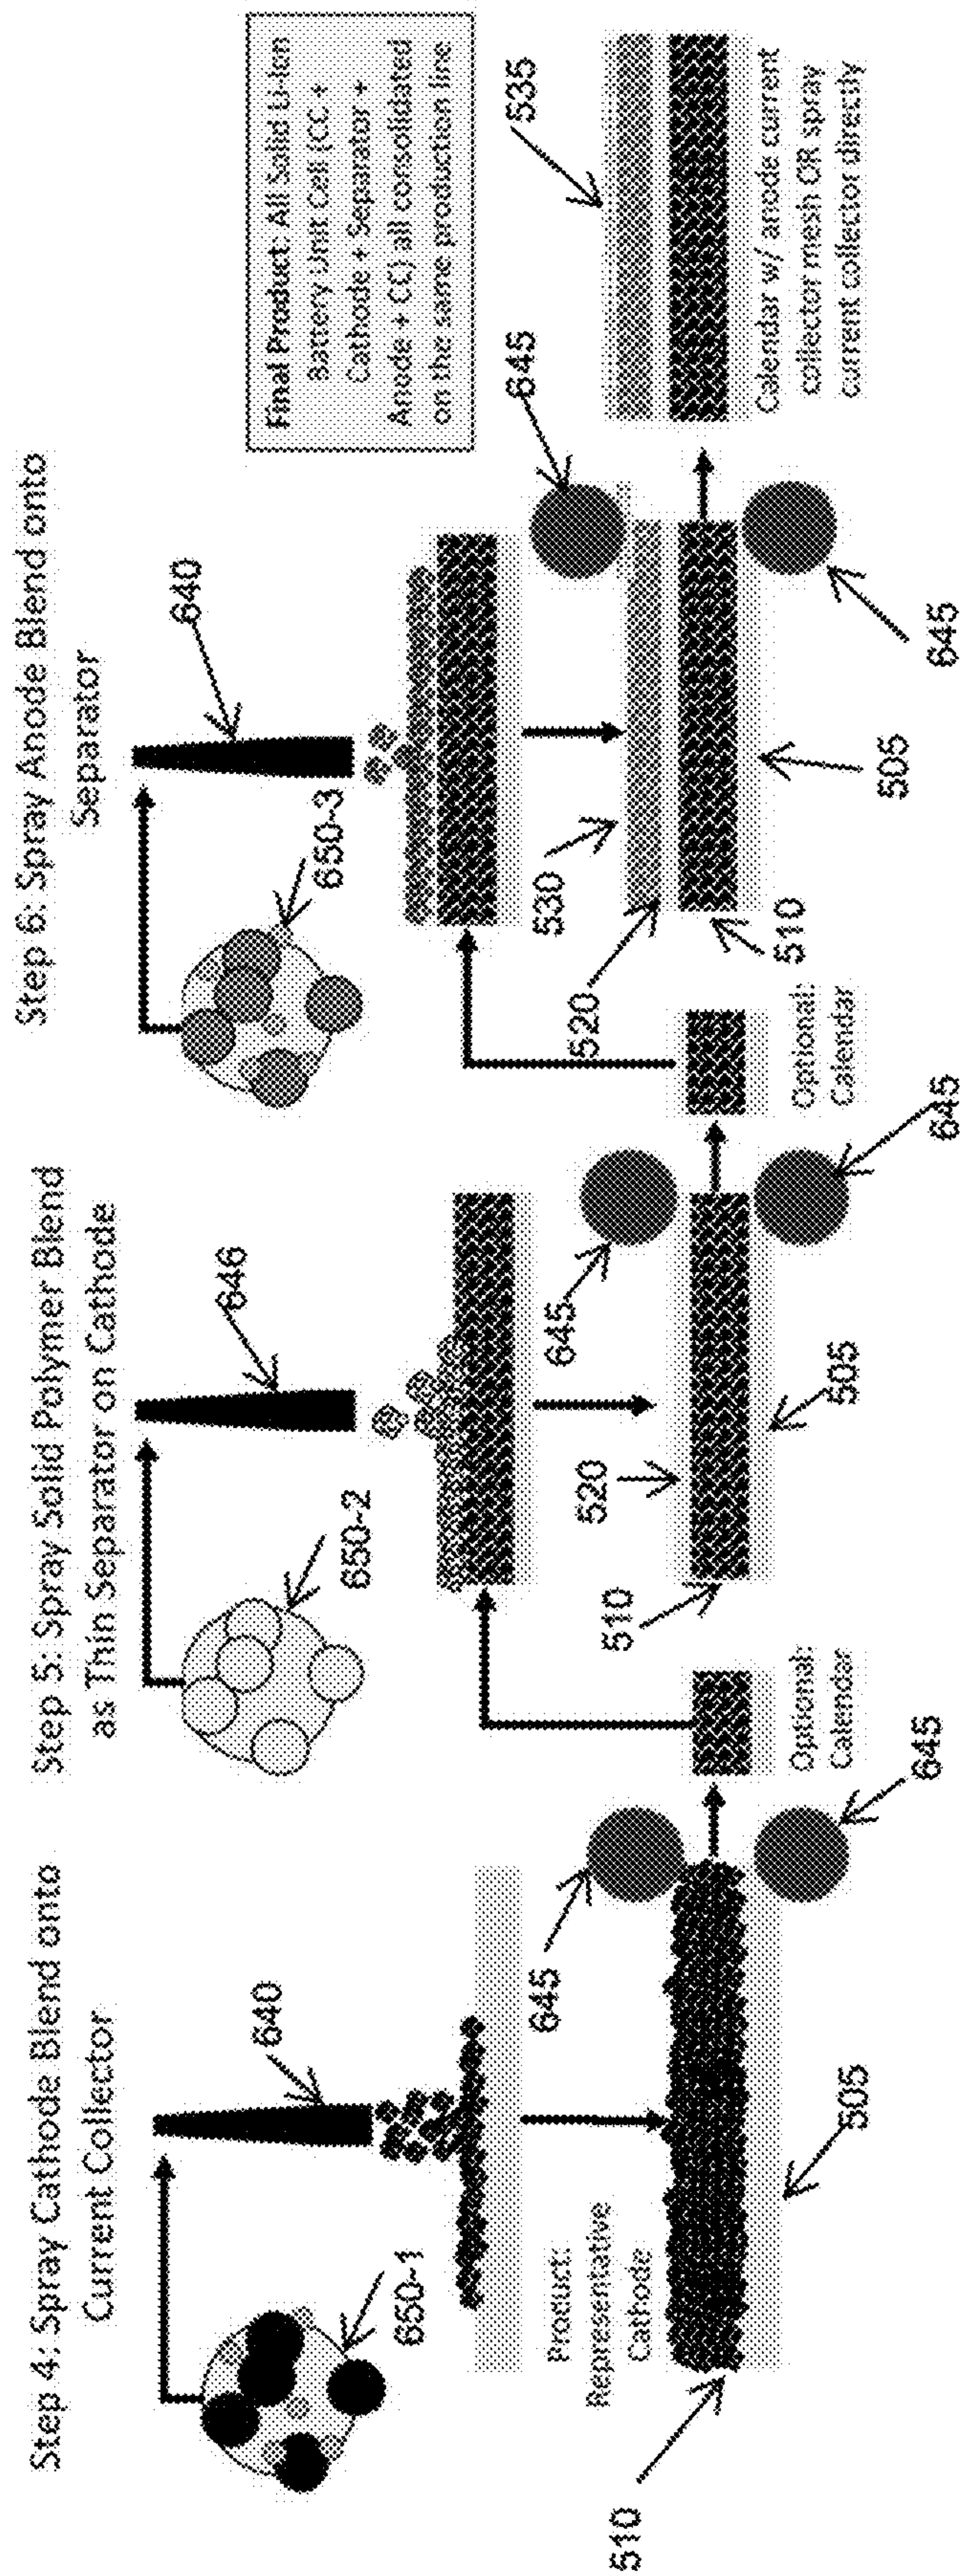 Step 4: Spray Cathode Blend onto
Current Collector
640
650-1
Product:
Representative
Cathode
645
510
505
645
Optional:
Calendar
Step 5: Spray Solid Polymer Blend
as Thin Separator on Cathode
646
650-2
520
510
645
505
645
Optional:
Calendar
Step 6: Spray Anode Blend onto
Separator
640
650-3
530
520
510
505
645
645
Final Product: All Solid Li-Ion
Battery Unit Cell (CC +
Cathode + Separator +
Anode + CC) all consolidated
on the same production line
535
Calendar w/ anode current
collector mesh OR spray
current collector directly